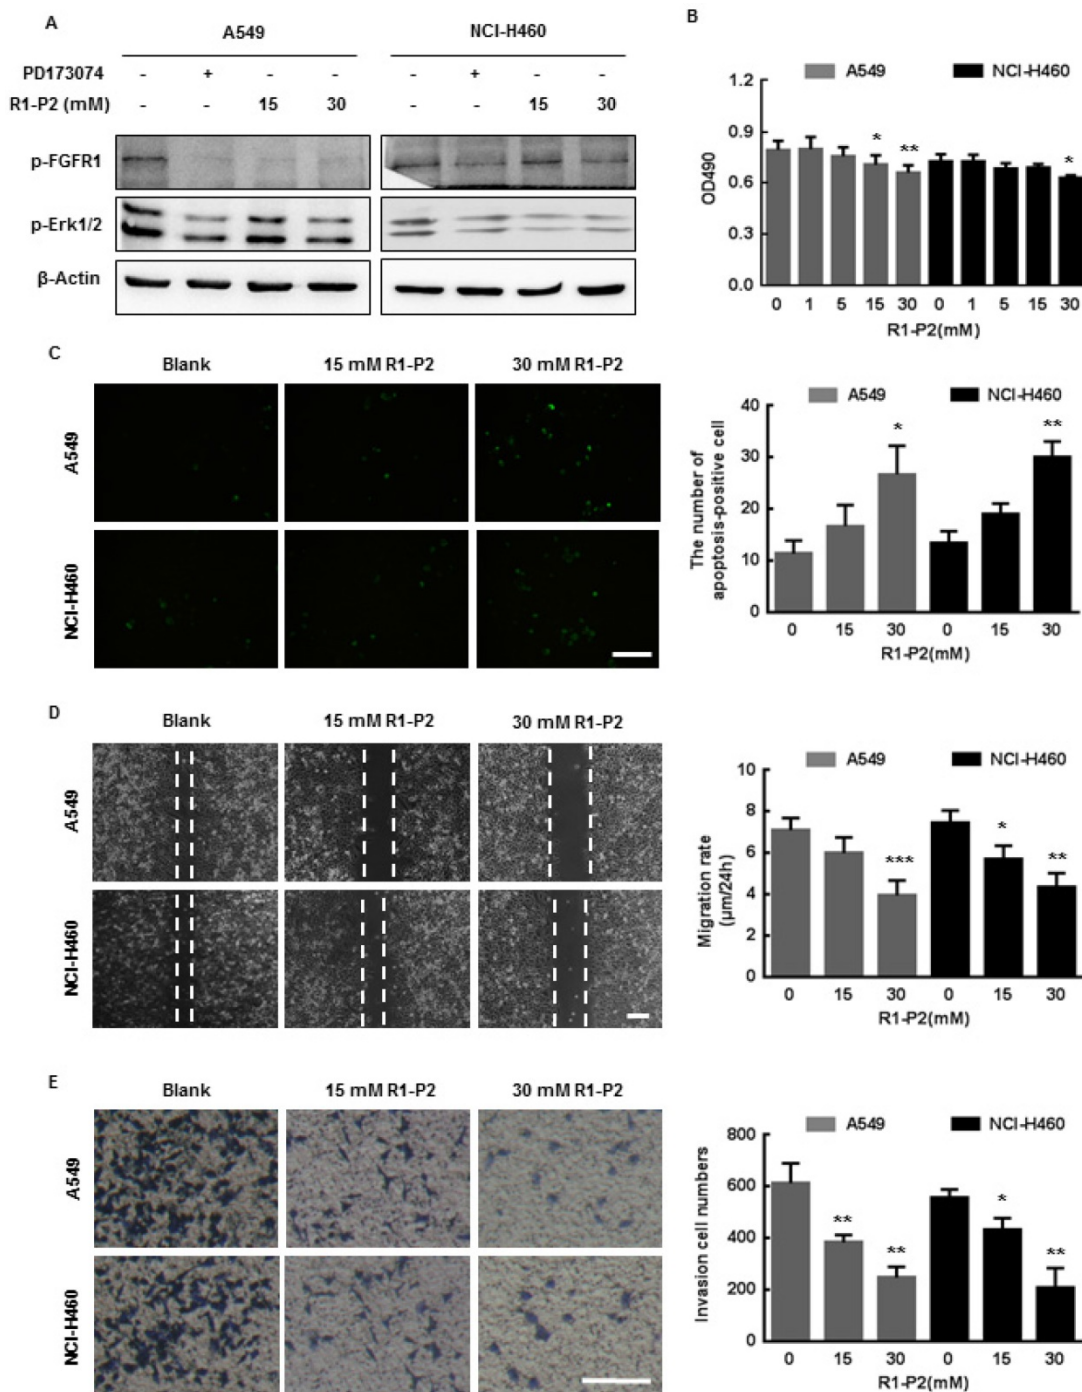 A
A549
NCI-H460
PD173074
- + - - - + - -
R1-P2 (mM)
- - 15 30 - - 15 30
p-FGFR1
p-Erk1/2
β-Actin
B
A549
NCI-H460
1.2
0.9
0.6
0.3
0.0
OD490
* ** *
0 1 5 15 30 0 1 5 15 30
R1-P2(mM)
C
Blank
15 mM R1-P2
30 mM R1-P2
A549
NCI-H460
A549
NCI-H460
40
30
20
10
0
The number of
apoptosis-positive cell
* **
0 15 30 0 15 30
R1-P2(mM)
D
Blank
15 mM R1-P2
30 mM R1-P2
A549
NCI-H460
A549
NCI-H460
10
8
6
4
2
0
Migration rate
(μm/24h)
*** * **
0 15 30 0 15 30
R1-P2(mM)
E
Blank
15 mM R1-P2
30 mM R1-P2
A549
NCI-H460
A549
NCI-H460
800
600
400
200
0
Invasion cell numbers
** ** * **
0 15 30 0 15 30
R1-P2(mM)